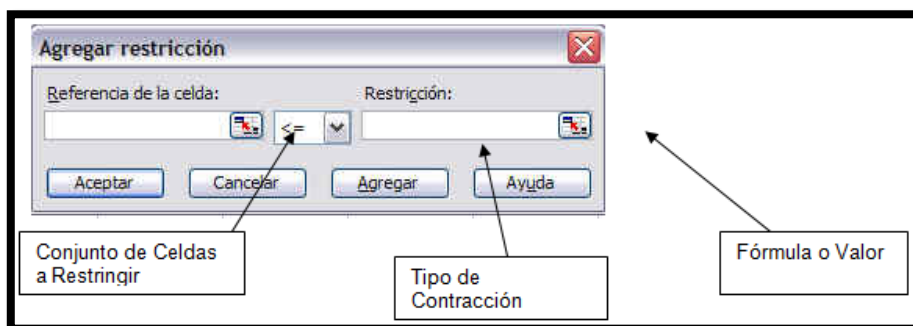 Agregar restricción
Referencia de la celda:
Restricción:
<=
Aceptar
Cancelar
Agregar
Ayuda
Conjunto de Celdas
a Restringir
Tipo de
Contracción
Fórmula o Valor